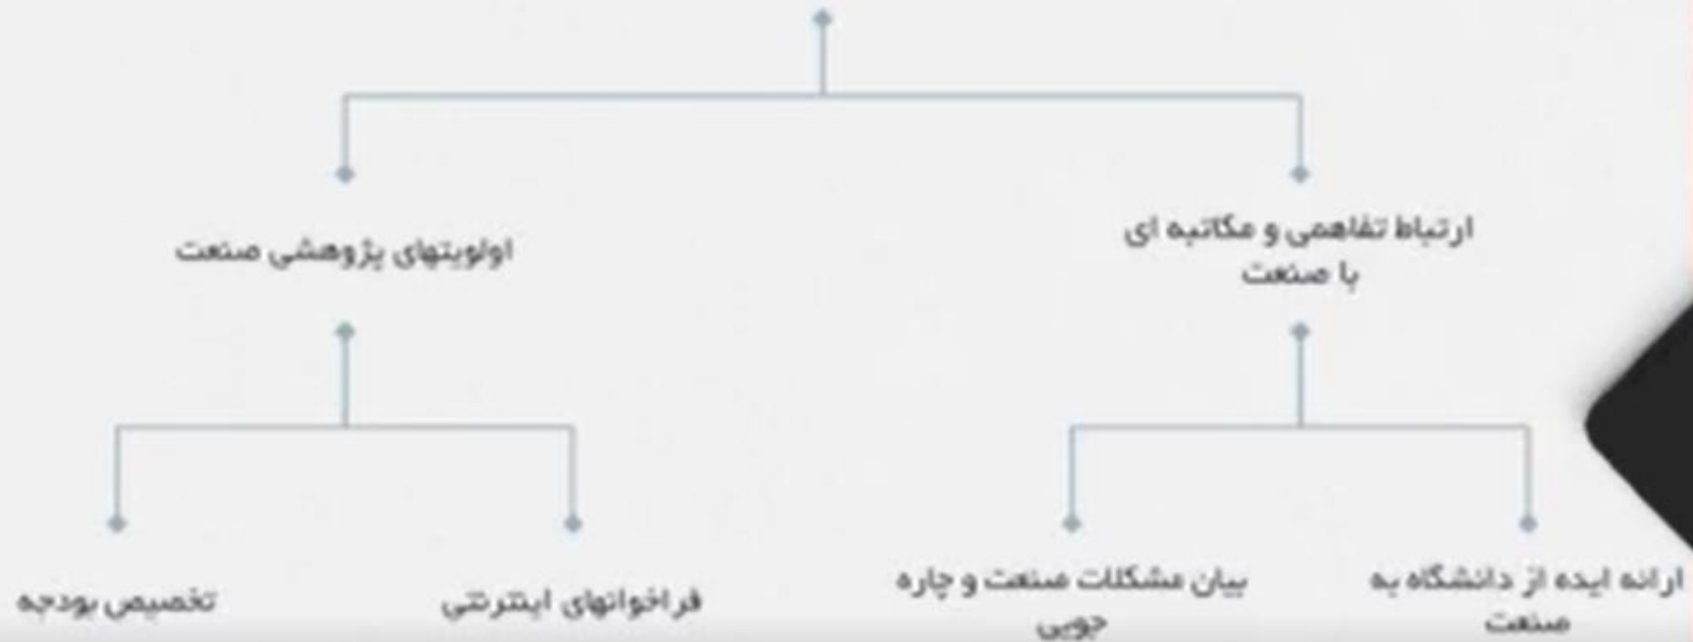 ارتباط تفاهمی و مکاتبه ای
با صنعت
اولویتهای پژوهشی صنعت
ارائه ایده از دانشگاه به
صنعت
بیان مشکلات صنعت و چاره
جویی
فراخوانهای اینترنتی
تخصیص بودجه